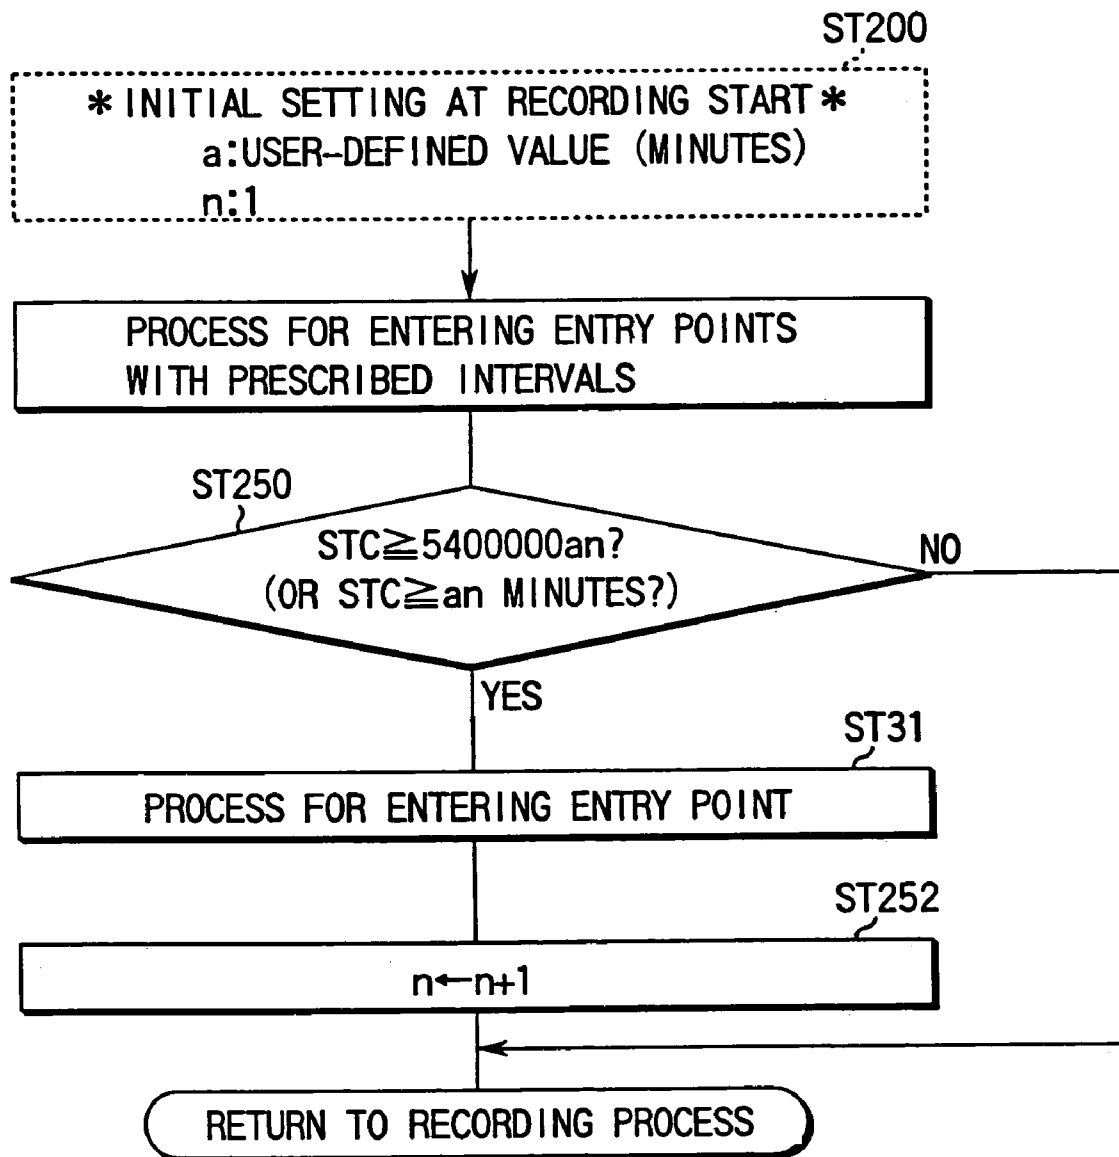 ST200
*INITIAL SETTING AT RECORDING START*
a:USER-DEFINED VALUE (MINUTES)
n:1
PROCESS FOR ENTERING ENTRY POINTS
WITH PRESCRIBED INTERVALS
ST250
STC≧5400000an?
(OR STC≧an MINUTES?)
NO
YES
ST31
PROCESS FOR ENTERING ENTRY POINT
ST252
n←n+1
RETURN TO RECORDING PROCESS